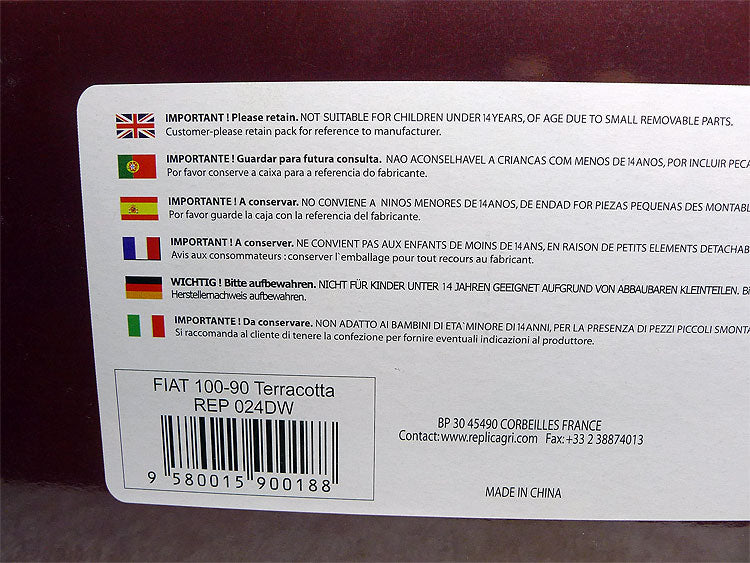 IMPORTANT ! Please retain. NOT SUITABLE FOR CHILDREN UNDER 14 YEARS, OF AGE DUE TO SMALL REMOVABLE PARTS.
Customer-please retain pack for reference to manufacturer.
IMPORTANTE ! Guardar para futura consulta. NAO ACONSELHAVEL A CRIANCAS COM MENOS DE 14 ANOS, POR INCLUIR PECA
Por favor conserve a caixa para a referencia do fabricante.
IMPORTANTE ! A conservar. NO CONVIENE A NINOS MENORES DE 14 ANOS, DE ENDAD FOR PIEZAS PEQUENAS DES MONTABL
Por favor guarde la caja con la referencia del fabricante.
IMPORTANT ! A conserver. NE CONVIENT PAS AUX ENFANTS DE MOINS DE 14 ANS, EN RAISON DE PETITS ELEMENTS DETACHAB
Avis aux consommateurs : conserver l`emballage pour tout recours au fabricant.
WICHTIG ! Bitte aufbewahren. NICHT FÜR KINDER UNTER 14 JAHREN GEEIGNET AUFGRUND VON ABBAUBAREN KLEINTEILEN. Bi
Herstellernachweis aufbewahren.
IMPORTANTE ! Da conservare. NON ADATTO AI BAMBINI DI ETA`MINORE DI 14 ANNI, PER LA PRESENZA DI PEZZI PICCOLI SMONTA
Si raccomanda al cliente di tenere la confezione per fornire eventuali indicazioni al produttore.
FIAT 100-90 Terracotta
REP 024DW
9 580015 900188
BP 30 45490 CORBEILLES FRANCE
Contact: www.replicagri.com Fax: +33 2 38874013
MADE IN CHINA